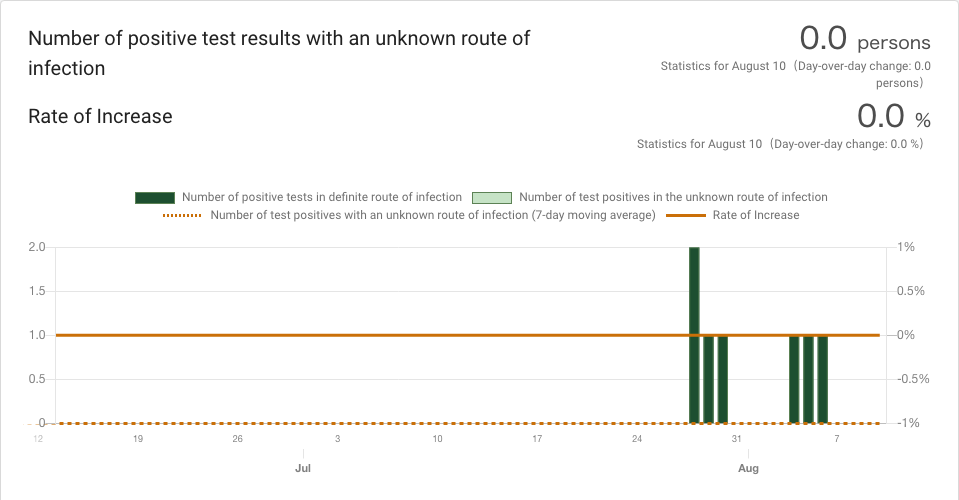 Number of positive test results with an unknown route of
infection
0.0 persons
Statistics for August 10（Day-over-day change: 0.0
persons）
Rate of Increase
0.0 %
Statistics for August 10（Day-over-day change: 0.0 %）
Number of positive tests in definite route of infection
Number of test positives in the unknown route of infection
Number of test positives with an unknown route of infection (7-day moving average)
Rate of Increase
2.0 1%
1.5 0.5%
1.0 0%
0.5 -0.5%
0 -1%
12 19 26 3 10 17 24 31 7
Jul Aug